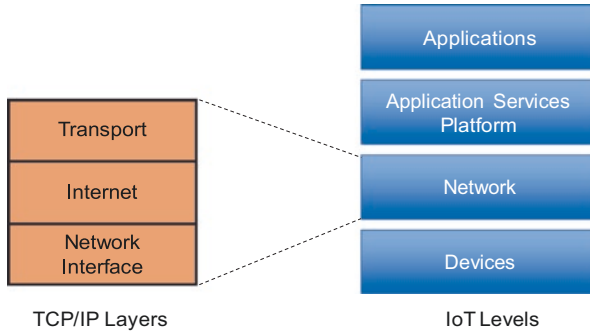 Transport
Internet
Network
Interface
TCP/IP Layers
Applications
Application Services
Platform
Network
Devices
IoT Levels